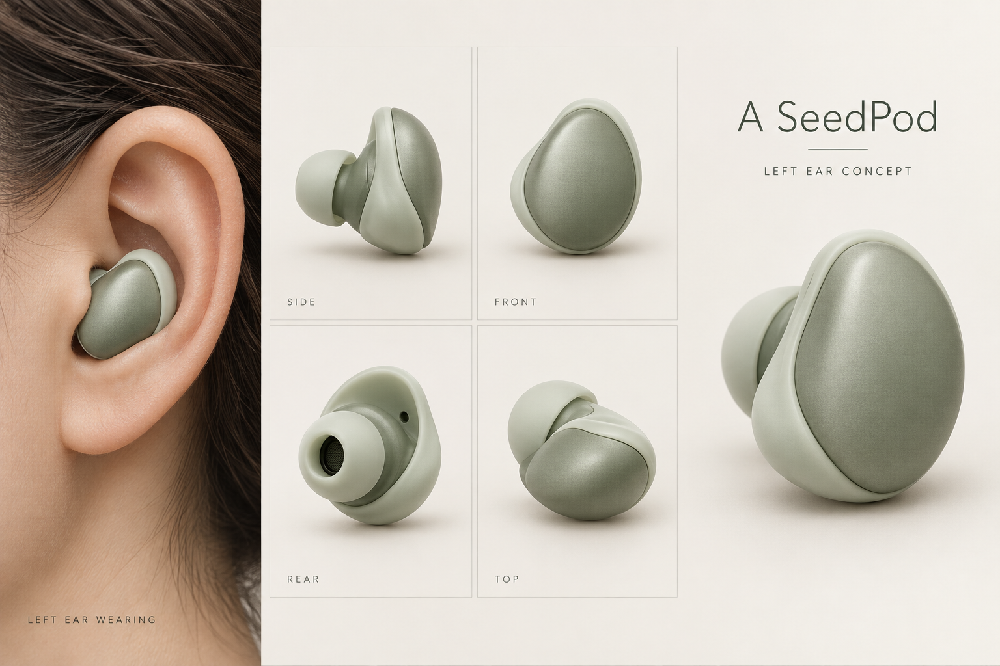 LEFT EAR WEARING
SIDE
FRONT
REAR
TOP
A SeedPod
LEFT EAR CONCEPT